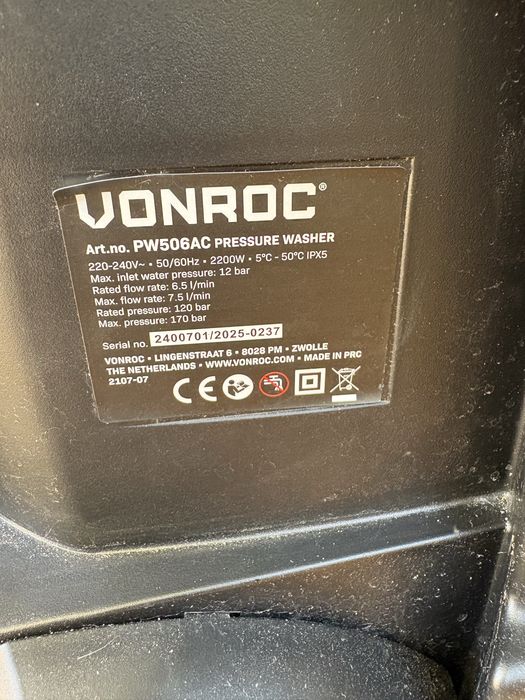 VONROC®
Art.no. PW506AC PRESSURE WASHER
220-240V~ • 50/60Hz • 2200W • 5°C - 50°C IPX5
Max. inlet water pressure: 12 bar
Rated flow rate: 6.5 l/min
Max. flow rate: 7.5 l/min
Rated pressure: 120 bar
Max. pressure: 170 bar
Serial no. 2400701/2025-0237
VONROC • LINGENSTRAAT 6 • 8028 PM • ZWOLLE
THE NETHERLANDS • WWW.VONROC.COM • MADE IN PRC
2107-07
CE